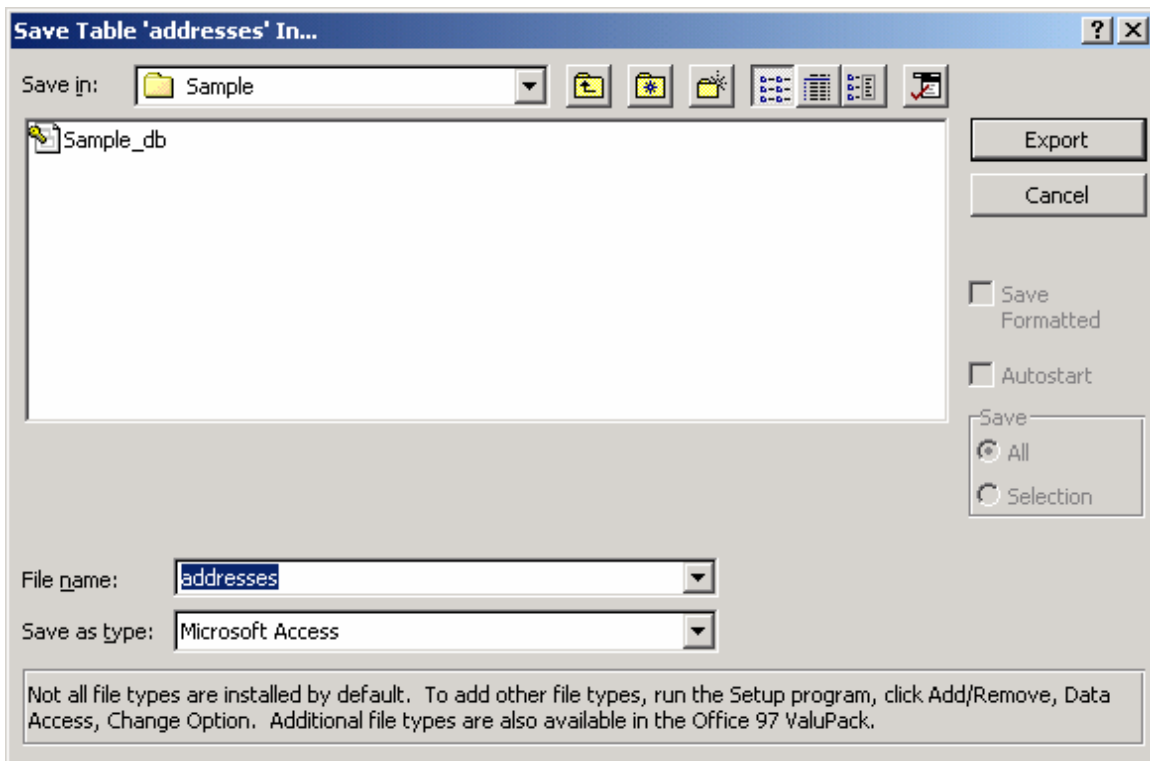 Save Table 'addresses' In...
Save in: Sample
Sample_db
Export
Cancel
Save
Formatted
Autostart
Save
All
Selection
File name: addresses
Save as type: Microsoft Access
Not all file types are installed by default.  To add other file types, run the Setup program, click Add/Remove, Data
Access, Change Option.  Additional file types are also available in the Office 97 ValuPack.